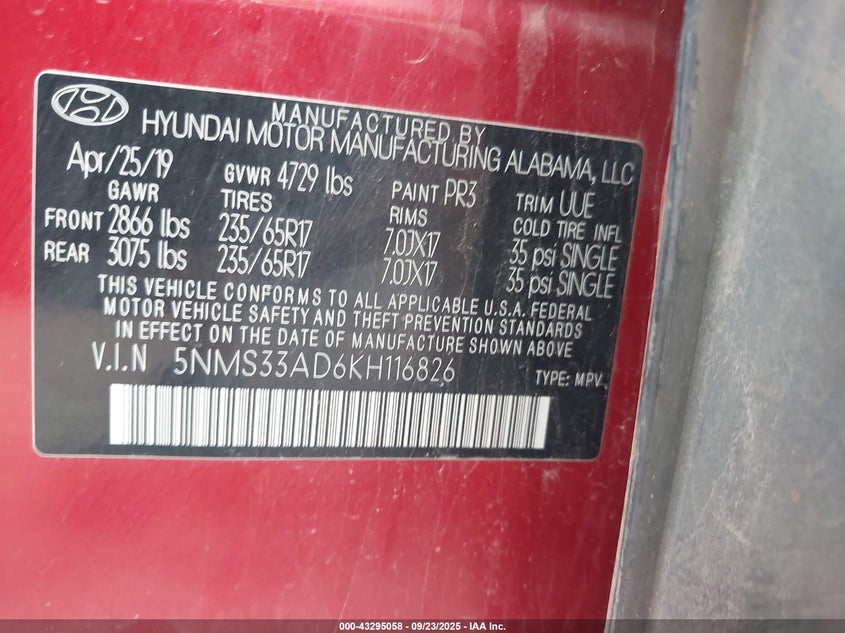 MANUFACTURED BY
HYUNDAI MOTOR MANUFACTURING ALABAMA, LLC
Apr/25/19 GVWR 4729 lbs PAINT PR3 TRIM UUE
GAWR TIRES RIMS COLD TIRE INFL
FRONT 2866 lbs 235/65R17 7.0JX17 35 psi SINGLE
REAR 3075 lbs 235/65R17 7.0JX17 35 psi SINGLE
THIS VEHICLE CONFORMS TO ALL APPLICABLE U.S.A. FEDERAL
MOTOR VEHICLE SAFETY AND THEFT PREVENTION STANDARDS
IN EFFECT ON THE DATE OF MANUFACTURE SHOWN ABOVE
V.I.N 5NMS33AD6KH116826 TYPE: MPV
000-43295058 - 09/23/2025 - IAA Inc.